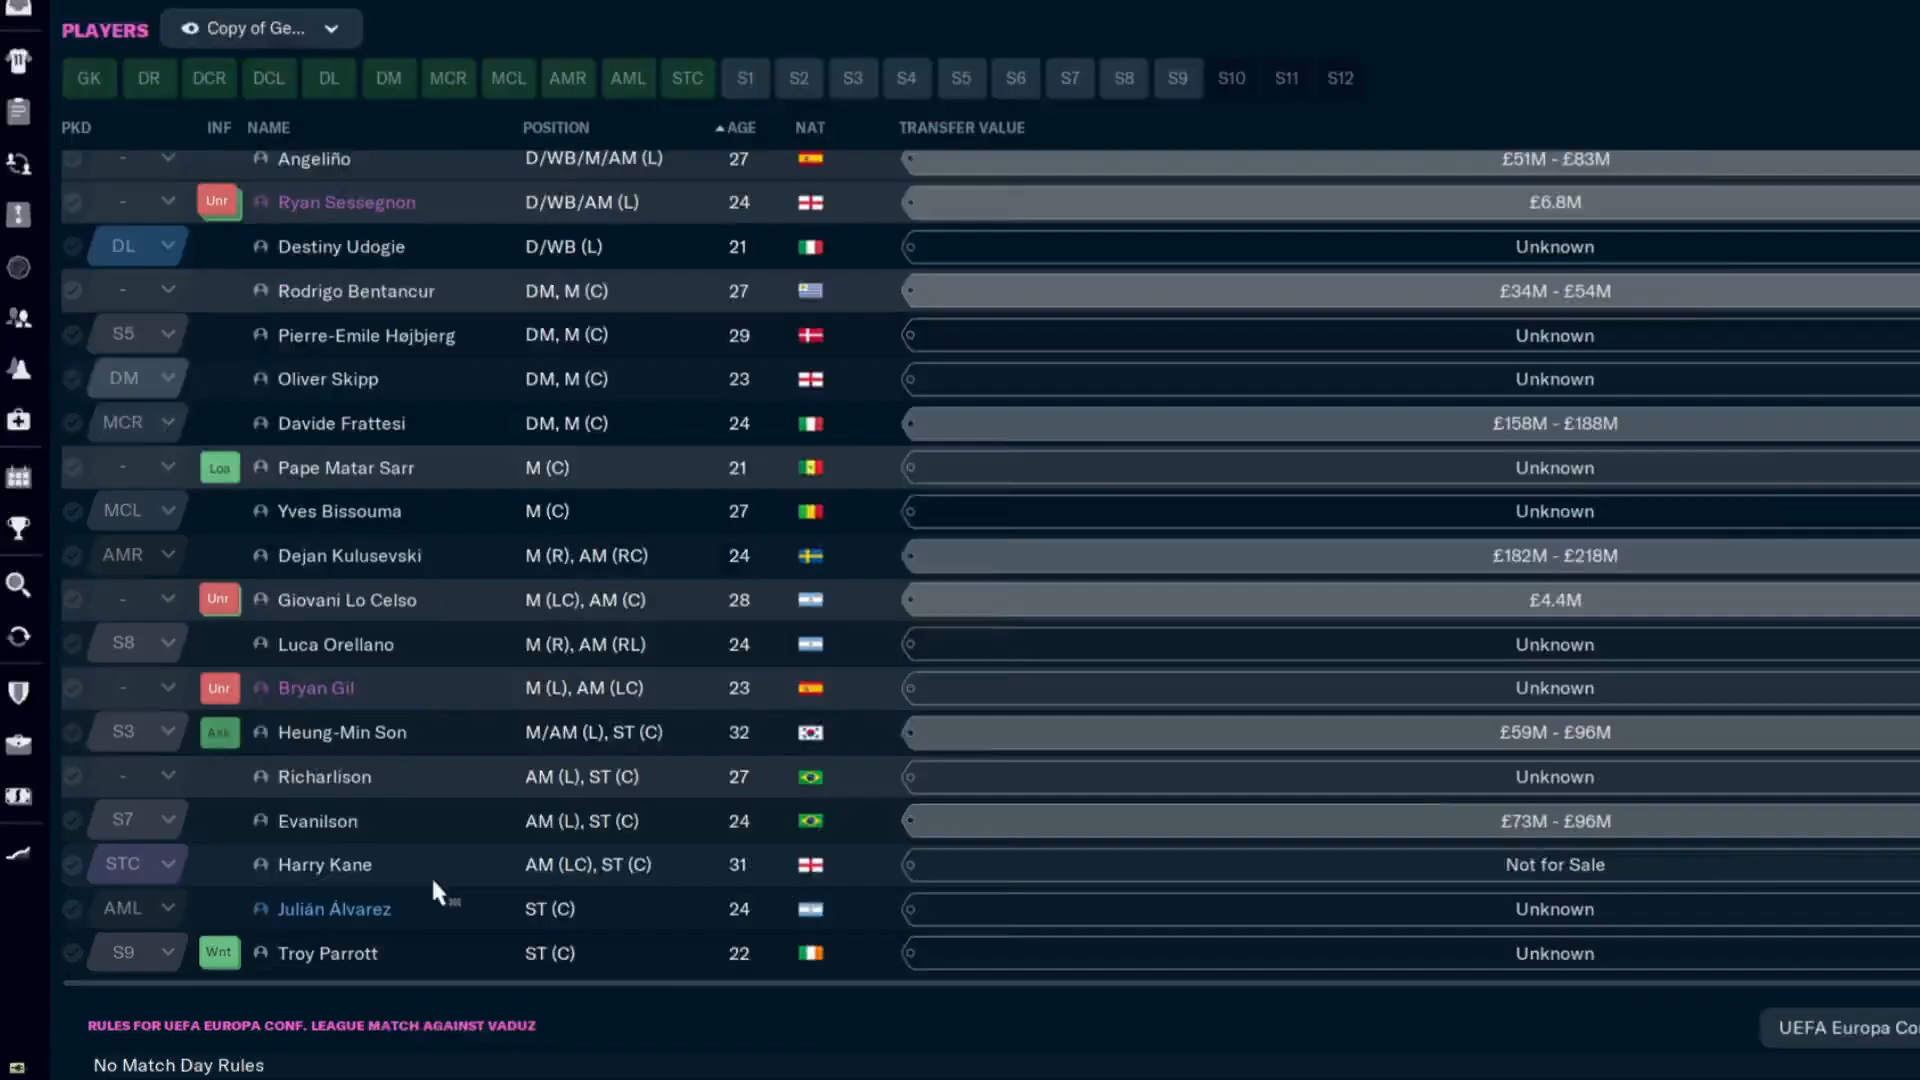 PLAYERS Copy of Ge...
GK DR DCR DCL DL DM MCR MCL AMR AML STC S1 S2 S3 S4 S5 S6 S7 S8 S9 S10 S11 S12
PKD INF NAME POSITION AGE NAT TRANSFER VALUE
- Angeliño D/WB/M/AM (L) 27 £51M - £83M
- Unr Ryan Sessegnon D/WB/AM (L) 24 £6.8M
DL Destiny Udogie D/WB (L) 21 Unknown
- Rodrigo Bentancur DM, M (C) 27 £34M - £54M
S5 Pierre-Emile Højbjerg DM, M (C) 29 Unknown
DM Oliver Skipp DM, M (C) 23 Unknown
MCR Davide Frattesi DM, M (C) 24 £158M - £188M
- Loa Pape Matar Sarr M (C) 21 Unknown
MCL Yves Bissouma M (C) 27 Unknown
AMR Dejan Kulusevski M (R), AM (RC) 24 £182M - £218M
- Unr Giovani Lo Celso M (LC), AM (C) 28 £4.4M
S8 Luca Orellano M (R), AM (RL) 24 Unknown
- Unr Bryan Gil M (L), AM (LC) 23 Unknown
S3 Ask Heung-Min Son M/AM (L), ST (C) 32 £59M - £96M
- Richarlison AM (L), ST (C) 27 Unknown
S7 Evanilson AM (L), ST (C) 24 £73M - £96M
STC Harry Kane AM (LC), ST (C) 31 Not for Sale
AML Julián Álvarez ST (C) 24 Unknown
S9 Wnt Troy Parrott ST (C) 22 Unknown
RULES FOR UEFA EUROPA CONF. LEAGUE MATCH AGAINST VADUZ UEFA Europa Co
No Match Day Rules